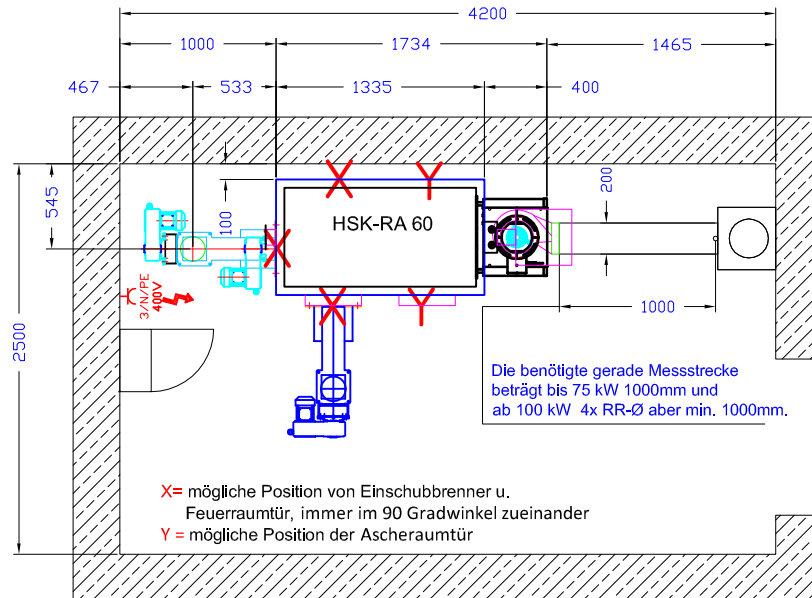 4200
1000
1734
1465
467
533
1335
400
545
100
200
HSK-RA 60
3/N/PE
400V
1000
2500
Die benötigte gerade Messstrecke
beträgt bis 75 kW 1000mm und
ab 100 kW 4x RR-Ø aber min. 1000mm.
X
X
X
X
Y
Y
X= mögliche Position von Einschubbrenner u.
Feuerraumtür, immer im 90 Gradwinkel zueinander
Y = mögliche Position der Ascheraumtür